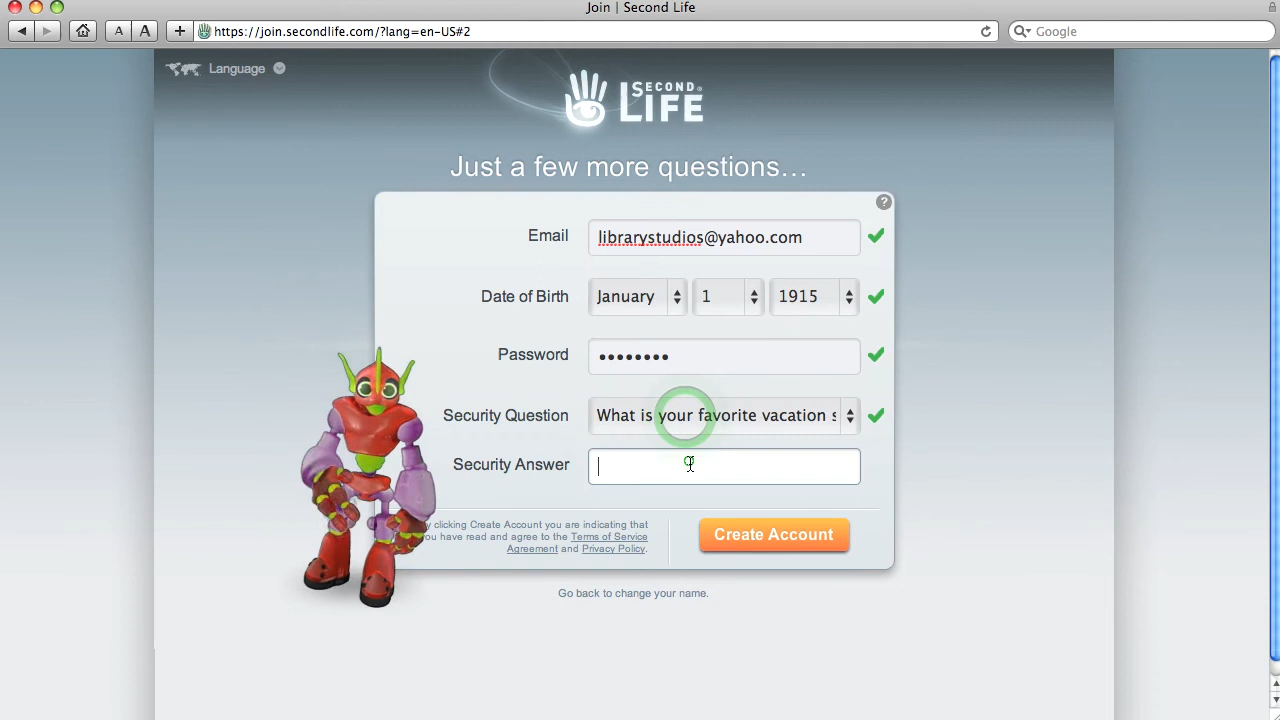 Join | Second Life
A A + https://join.secondlife.com/?lang=en-US#2 Google
Language
SECOND®
LIFE
Just a few more questions...
?
Email librarystudios@yahoo.com
Date of Birth January 1 1915
Password ••••••••
Security Question What is your favorite vacation s
Security Answer
y clicking Create Account you are indicating that
you have read and agree to the Terms of Service
Agreement and Privacy Policy.
Create Account
Go back to change your name.